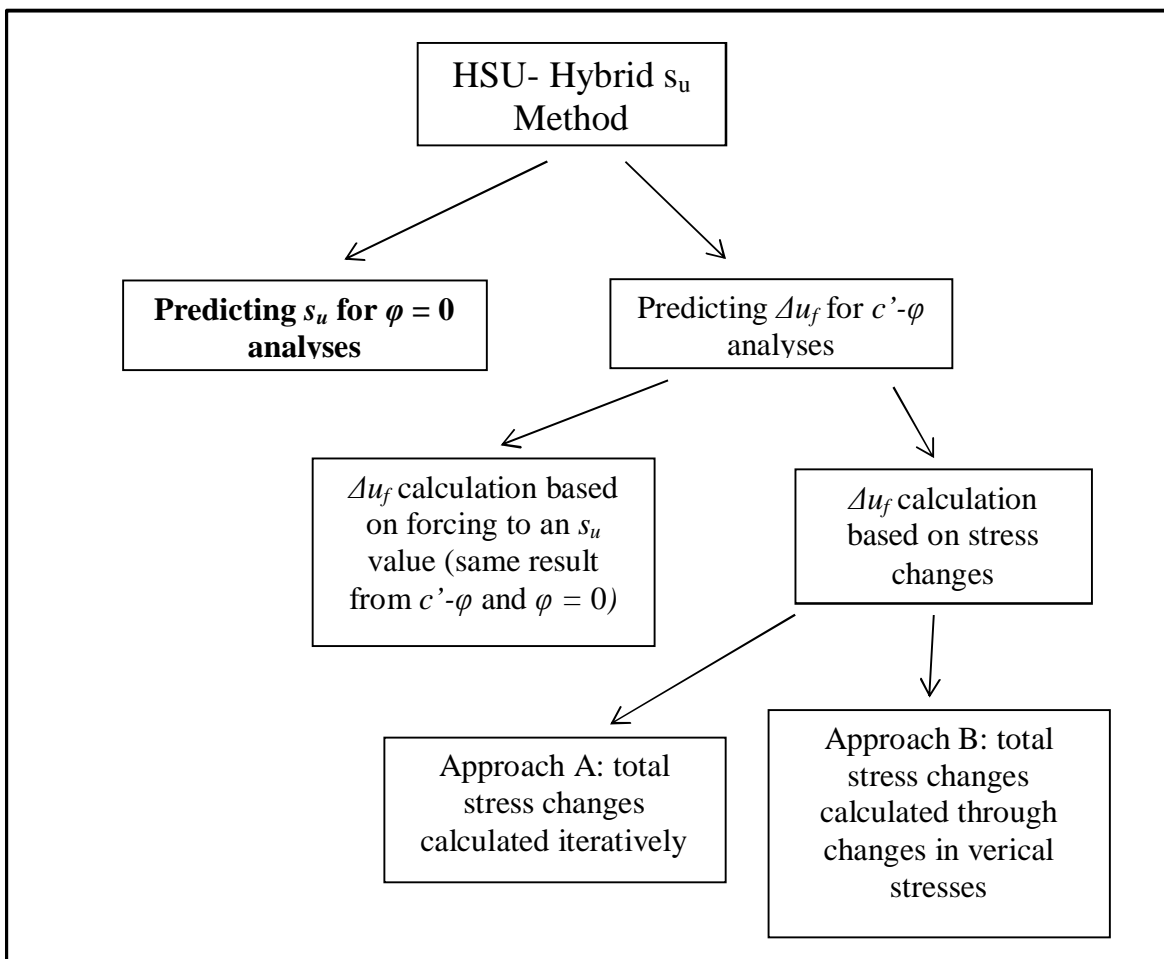 HSU- Hybrid su
Method
Predicting su for φ = 0
analyses
Predicting Δuf for c’-φ
analyses
Δuf calculation based
on forcing to an su
value (same result
from c’-φ and φ = 0)
Δuf calculation
based on stress
changes
Approach A: total
stress changes
calculated iteratively
Approach B: total
stress changes
calculated through
changes in verical
stresses